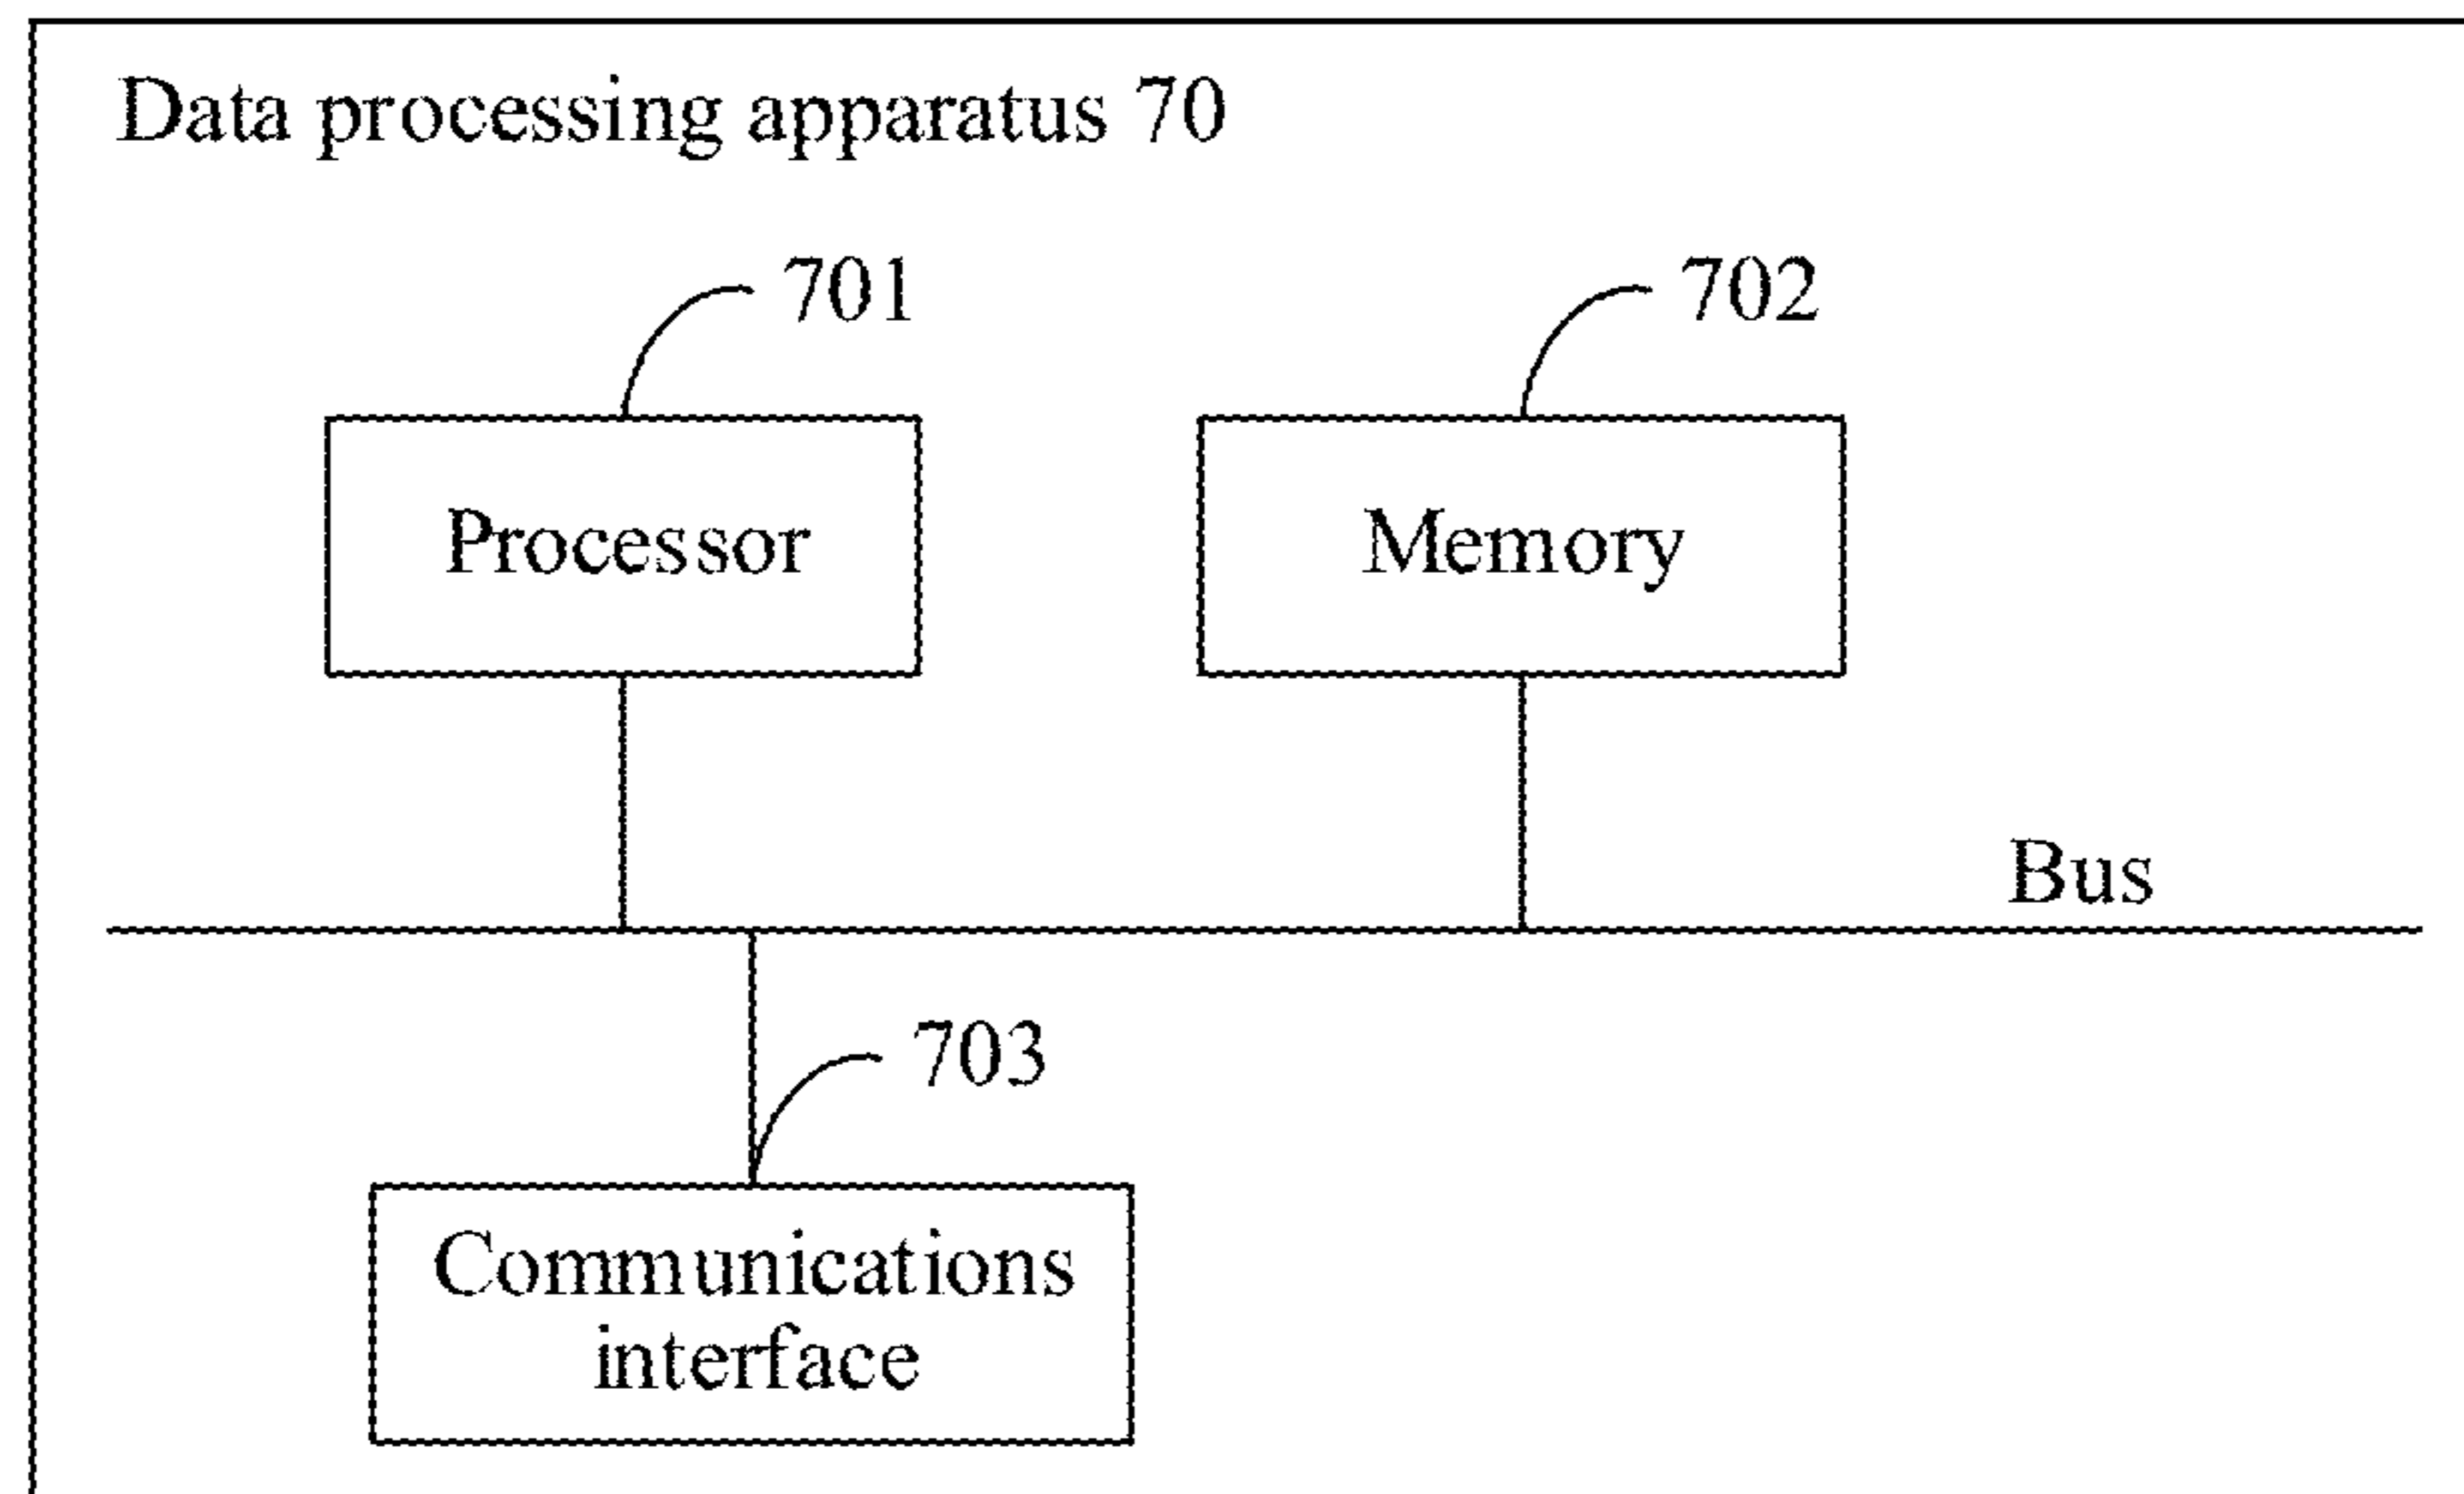 Data processing apparatus 70
701
702
Processor
Memory
Bus
703
Communications
interface